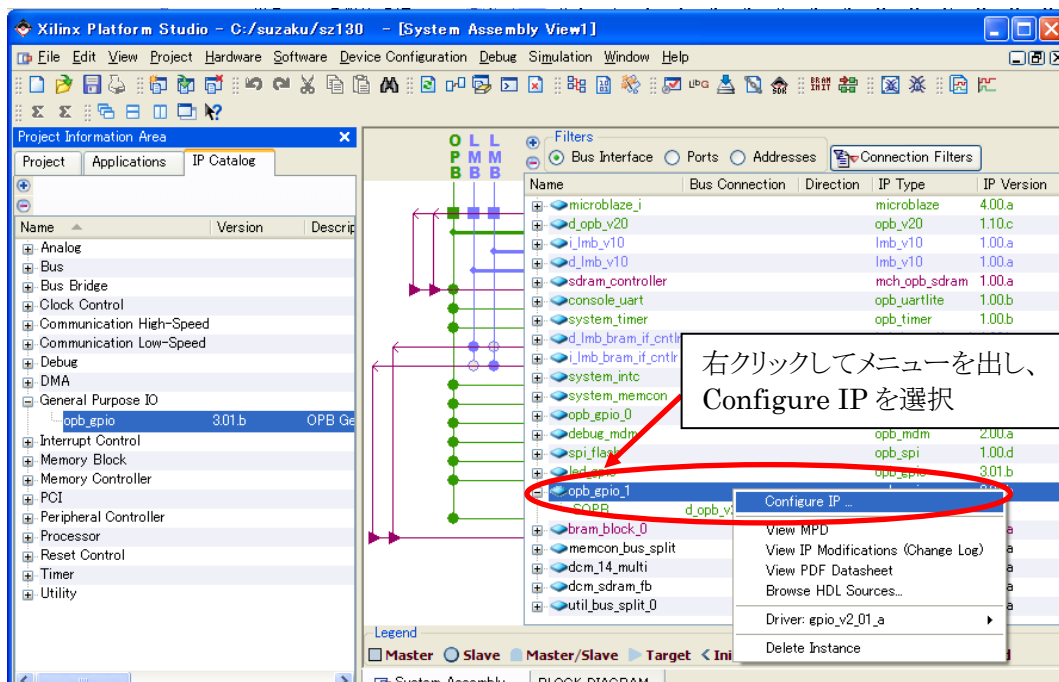 Xilinx Platform Studio - C:/suzaku/sz130 - [System Assembly View1]
File Edit View Project Hardware Software Device Configuration Debug Simulation Window Help
Project Information Area
Project Applications IP Catalog
Name Version Descrip
Analog
Bus
Bus Bridge
Clock Control
Communication High-Speed
Communication Low-Speed
Debug
DMA
General Purpose IO
opb_gpio 3.01.b OPB Ge
Interrupt Control
Memory Block
Memory Controller
PCI
Peripheral Controller
Processor
Reset Control
Timer
Utility
O L L
P M M
B B B
Filters
Bus Interface Ports Addresses Connection Filters
Name Bus Connection Direction IP Type IP Version
microblaze_i microblaze 4.00.a
d_opb_v20 opb_v20 1.10.c
i_lmb_v10 lmb_v10 1.00.a
d_lmb_v10 lmb_v10 1.00.a
sdram_controller mch_opb_sdram 1.00.a
console_uart opb_uartlite 1.00.b
system_timer opb_timer 1.00.b
d_lmb_bram_if_cntlr
i_lmb_bram_if_cntlr
system_intc
system_memcon
opb_gpio_0
debug_mdm opb_mdm 2.00.a
spi_flash opb_spi 1.00.d
led_gpio opb_gpio 3.01.b
opb_gpio_1
SOPB d_opb_v
bram_block_0 a
memcon_bus_split a
dcm_14_multi a
dcm_sdram_fb a
util_bus_split_0 a
右クリックしてメニューを出し、
Configure IP を選択
Configure IP ...
View MPD
View IP Modifications (Change Log)
View PDF Datasheet
Browse HDL Sources...
Driver: gpio_v2_01_a
Delete Instance
Legend
Master Slave Master/Slave Target Ini
System Assembly BLOCK DIAGRAM